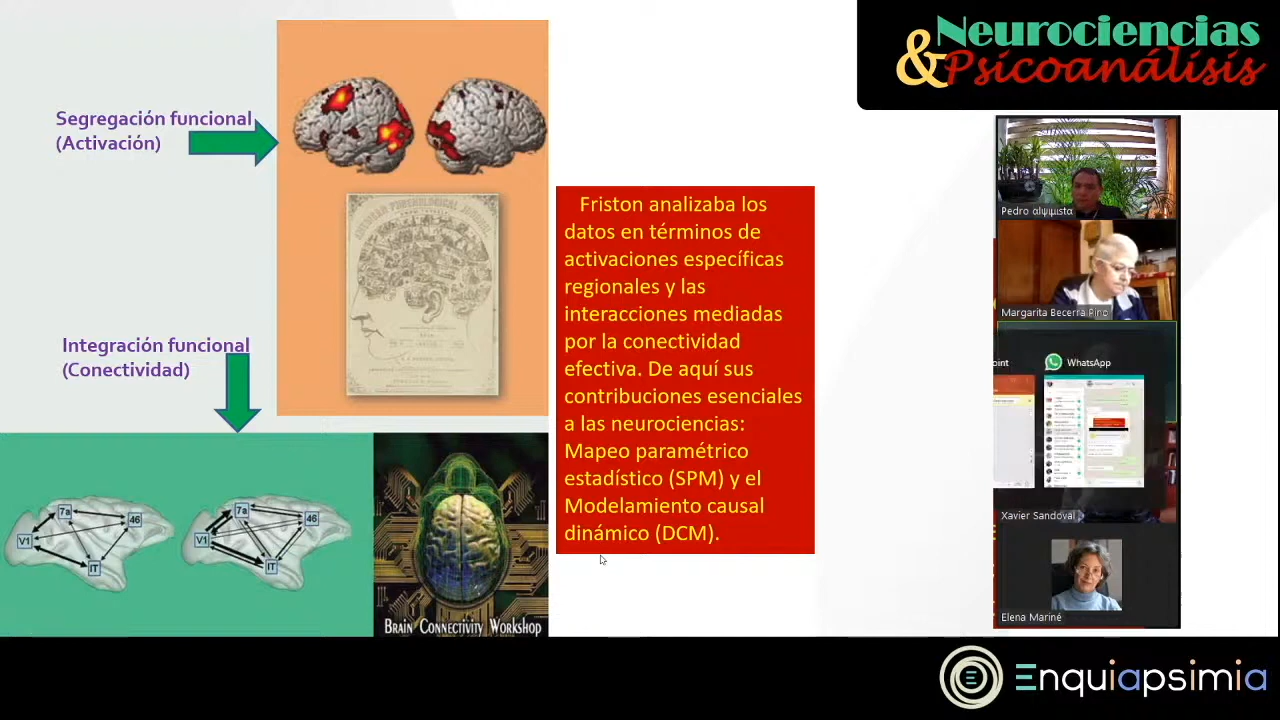 Neurociencias
&Psicoanálisis
Segregación funcional
(Activación)
Integración funcional
(Conectividad)
Friston analizaba los
datos en términos de
activaciones específicas
regionales y las
interacciones mediadas
por la conectividad
efectiva. De aquí sus
contribuciones esenciales
a las neurociencias:
Mapeo paramétrico
estadístico (SPM) y el
Modelamiento causal
dinámico (DCM).
7a
46
V1
IT
7a
46
V1
IT
BRAIN CONNECTIVITY WORKSHOP
Pedro αlψιμιstα
Margarita Becerra Pino
oint
WhatsApp
Xavier Sandoval
Elena Mariné
Enquiapsimia